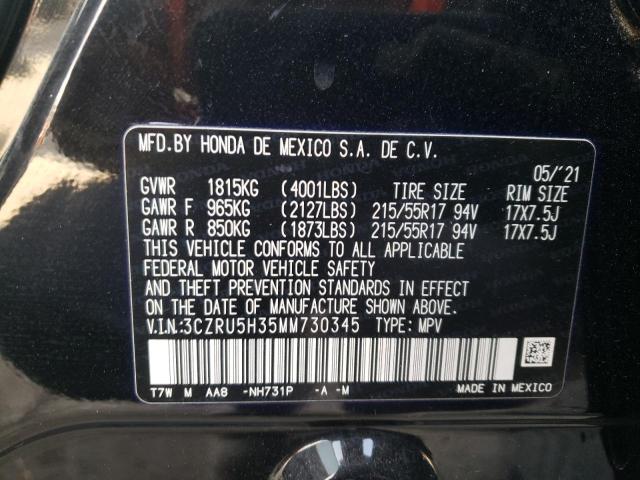 MFD.BY HONDA DE MEXICO S.A. DE C.V.
05/'21
GVWR 1815KG (4001LBS) TIRE SIZE RIM SIZE
GAWR F 965KG (2127LBS) 215/55R17 94V 17X7.5J
GAWR R 850KG (1873LBS) 215/55R17 94V 17X7.5J
THIS VEHICLE CONFORMS TO ALL APPLICABLE
FEDERAL MOTOR VEHICLE SAFETY
AND THEFT PREVENTION STANDARDS IN EFFECT
ON THE DATE OF MANUFACTURE SHOWN ABOVE.
V.I.N.:3CZRU5H35MM730345 TYPE: MPV
T7W M AA8 -NH731P -A -M MADE IN MEXICO